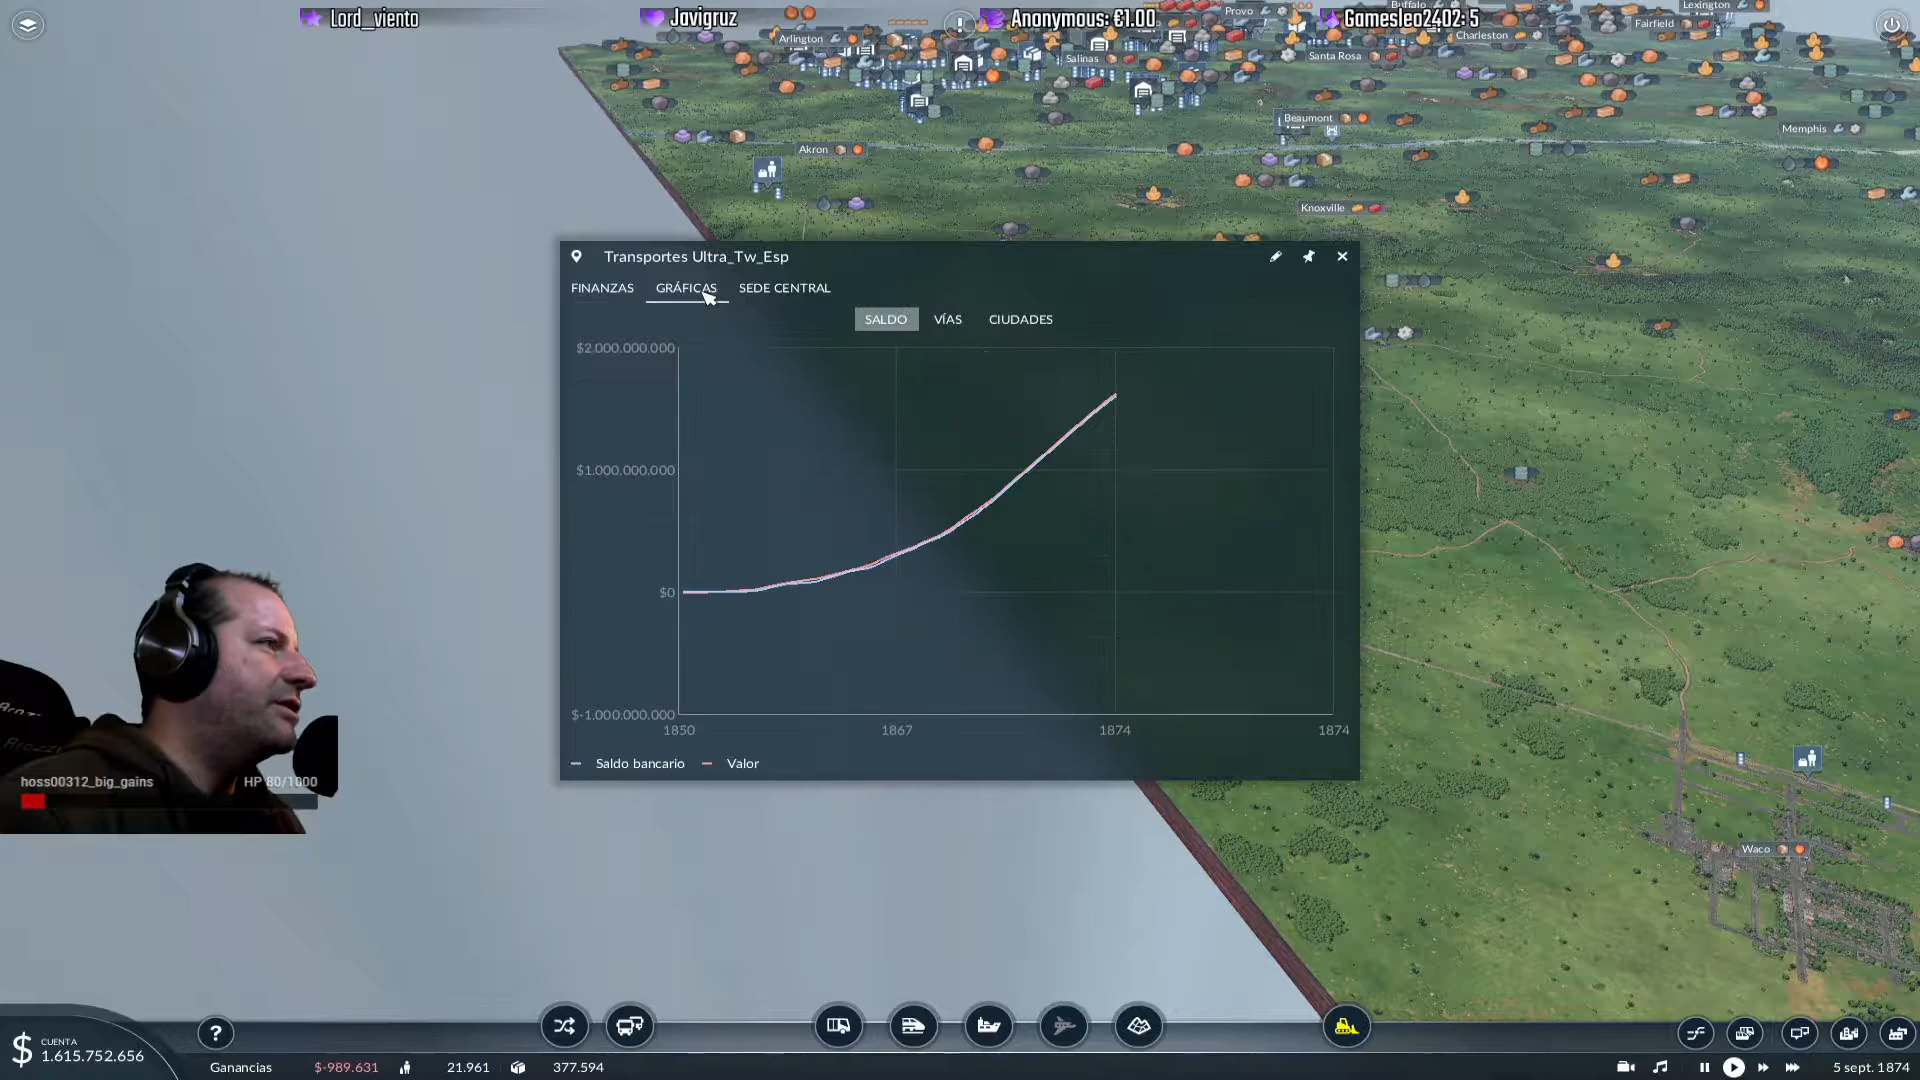 Lord_viento
Javigruz
Anonymous: €1.00
Gamesleo2402: 5
Provo
Buffalo
Lexington
Fairfield
Charleston
Arlington
Salinas
Santa Rosa
Beaumont
Memphis
Akron
Knoxville
Transportes Ultra_Tw_Esp
FINANZAS GRÁFICAS SEDE CENTRAL
SALDO VÍAS CIUDADES
$2.000.000.000
$1.000.000.000
$0
$-1.000.000.000
1850 1867 1874 1874
Saldo bancario Valor
hoss00312_big_gains HP 80/1000
Waco
$ CUENTA
1.615.752.656
?
Ganancias $-989.631 21.961 377.594
5 sept. 1874